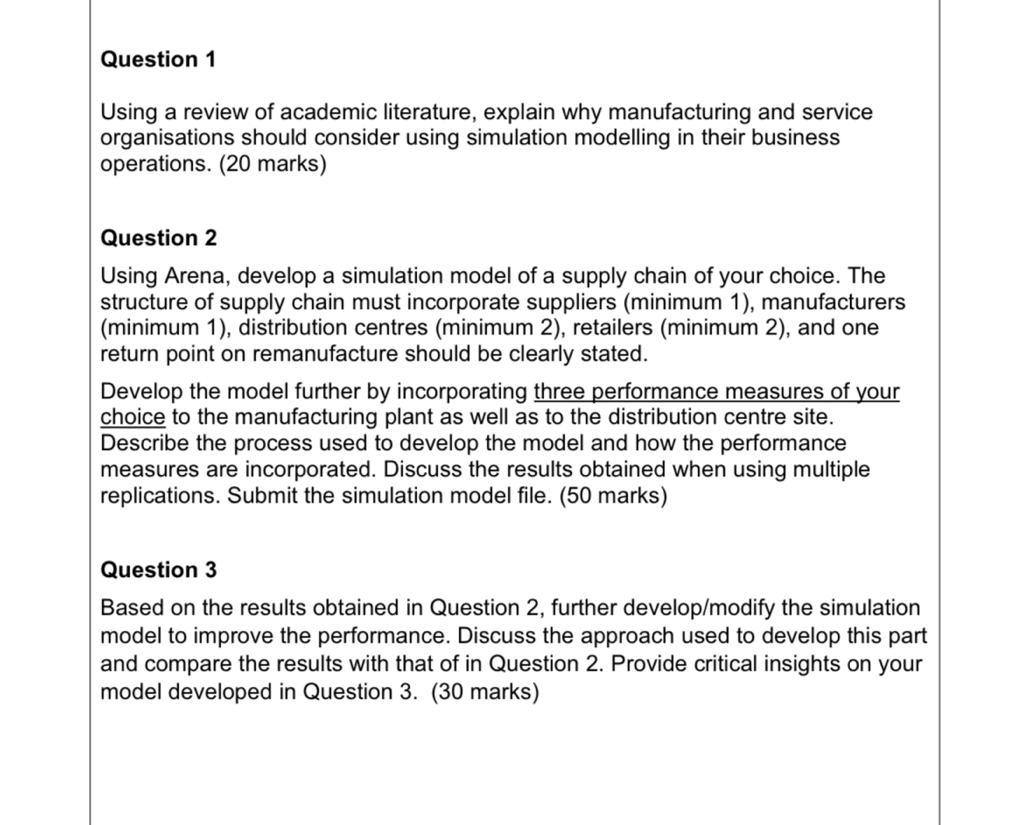 Question 1
Using a review of academic literature, explain why manufacturing and service
organisations should consider using simulation modelling in their business
operations. (20 marks)
Question 2
Using Arena, develop a simulation model of a supply chain of your choice. The
structure of supply chain must incorporate suppliers (minimum 1), manufacturers
(minimum 1), distribution centres (minimum 2), retailers (minimum 2), and one
return point on remanufacture should be clearly stated.
Develop the model further by incorporating three performance measures of your
choice to the manufacturing plant as well as to the distribution centre site.
Describe the process used to develop the model and how the performance
measures are incorporated. Discuss the results obtained when using multiple
replications. Submit the simulation model file. (50 marks)
Question 3
Based on the results obtained in Question 2, further develop/modify the simulation
model to improve the performance. Discuss the approach used to develop this part
and compare the results with that of in Question 2. Provide critical insights on your
model developed in Question 3.  (30 marks)